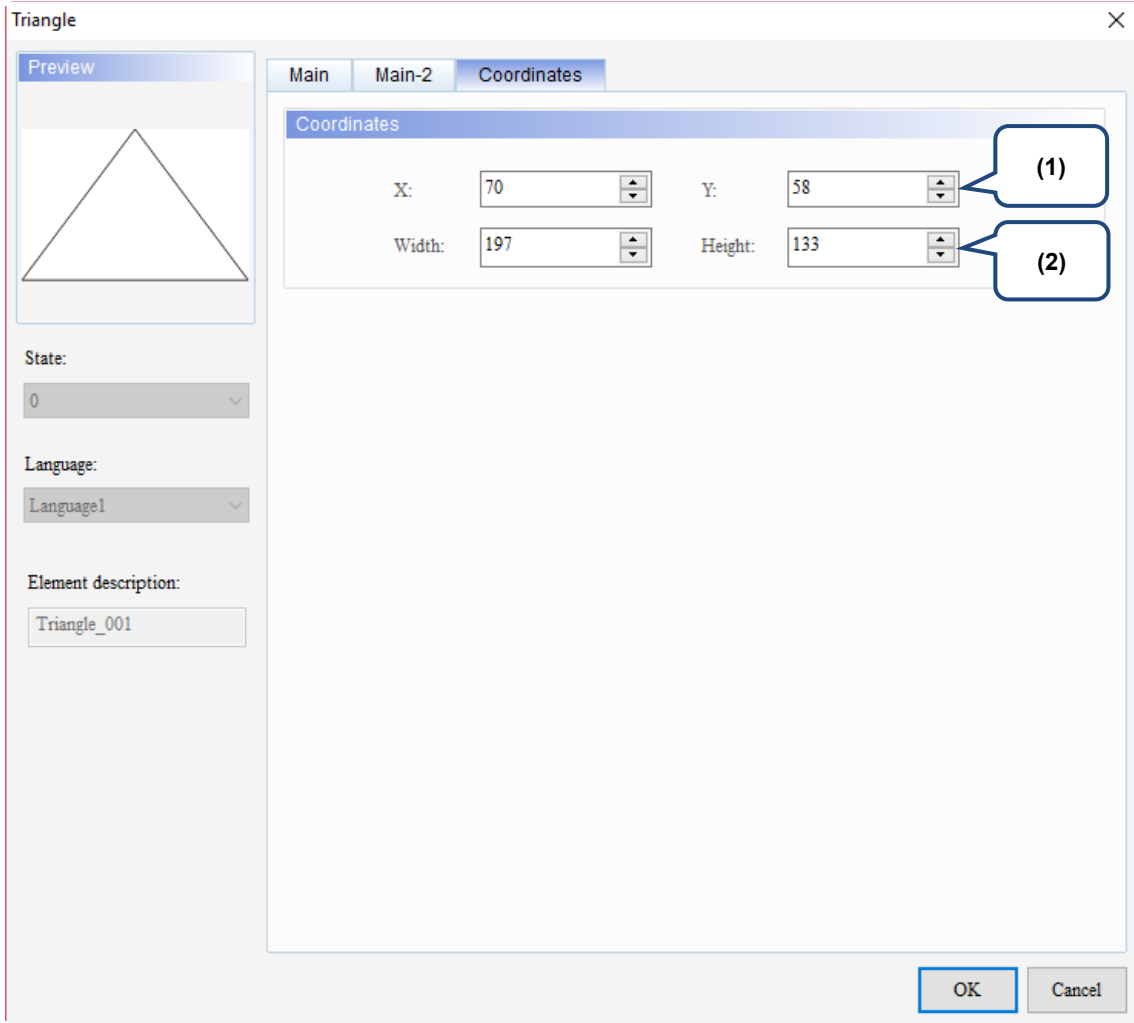 Triangle
Preview
Main Main-2 Coordinates
Coordinates
X: 70 Y: 58 (1)
Width: 197 Height: 133 (2)
State:
0
Language:
Language1
Element description:
Triangle_001
OK Cancel